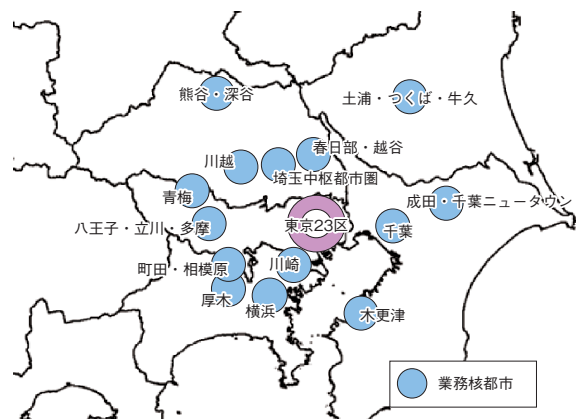 熊谷・深谷
土浦・つくば・牛久
春日部・越谷
川越
埼玉中枢都市圏
青梅
成田・千葉ニュータウン
八王子・立川・多摩
東京23区
千葉
町田・相模原
川崎
厚木
横浜
木更津
業務核都市